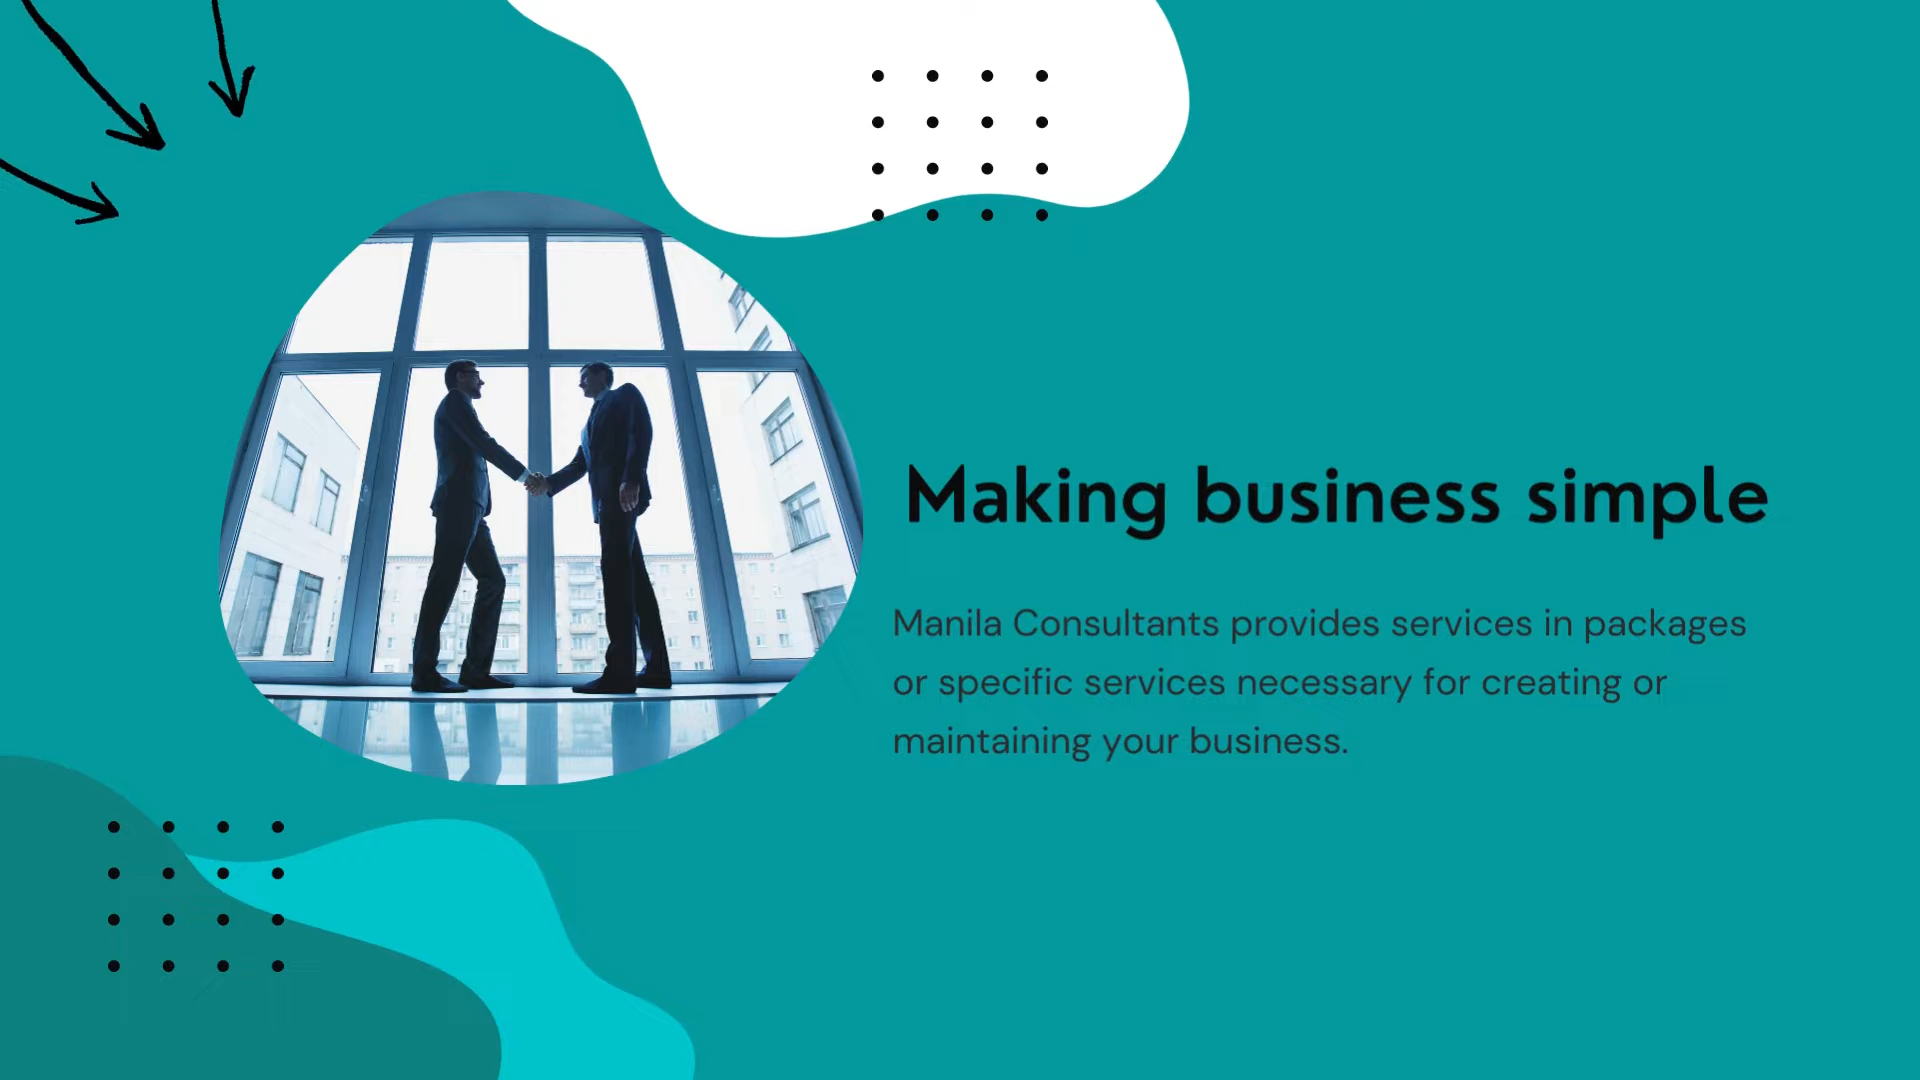 Making business simple
Manila Consultants provides services in packages
or specific services necessary for creating or
maintaining your business.